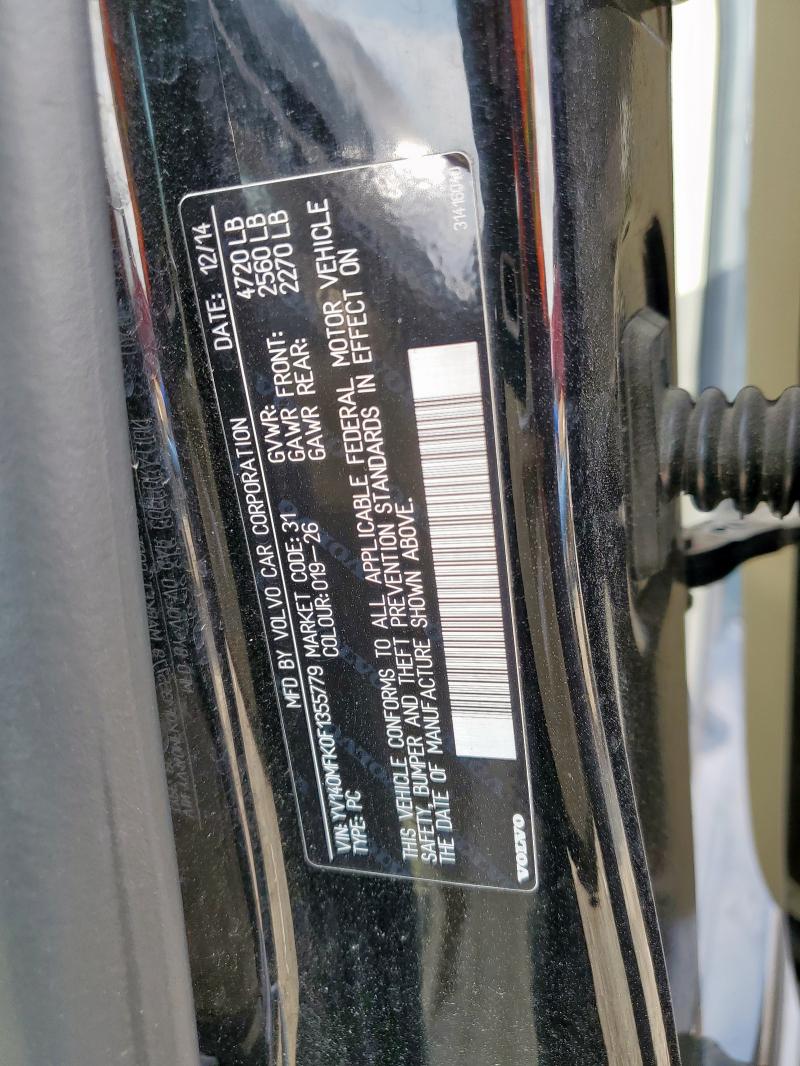 MFD BY VOLVO CAR CORPORATION DATE: 12/14
VIN: YV140MFK0F1355779 MARKET CODE: 31 GVWR: 4720 LB
TYPE: PC COLOUR: 019-26 GAWR FRONT: 2560 LB
GAWR REAR: 2270 LB
THIS VEHICLE CONFORMS TO ALL APPLICABLE FEDERAL MOTOR VEHICLE
SAFETY, BUMPER AND THEFT PREVENTION STANDARDS IN EFFECT ON
THE DATE OF MANUFACTURE SHOWN ABOVE.
VOLVO